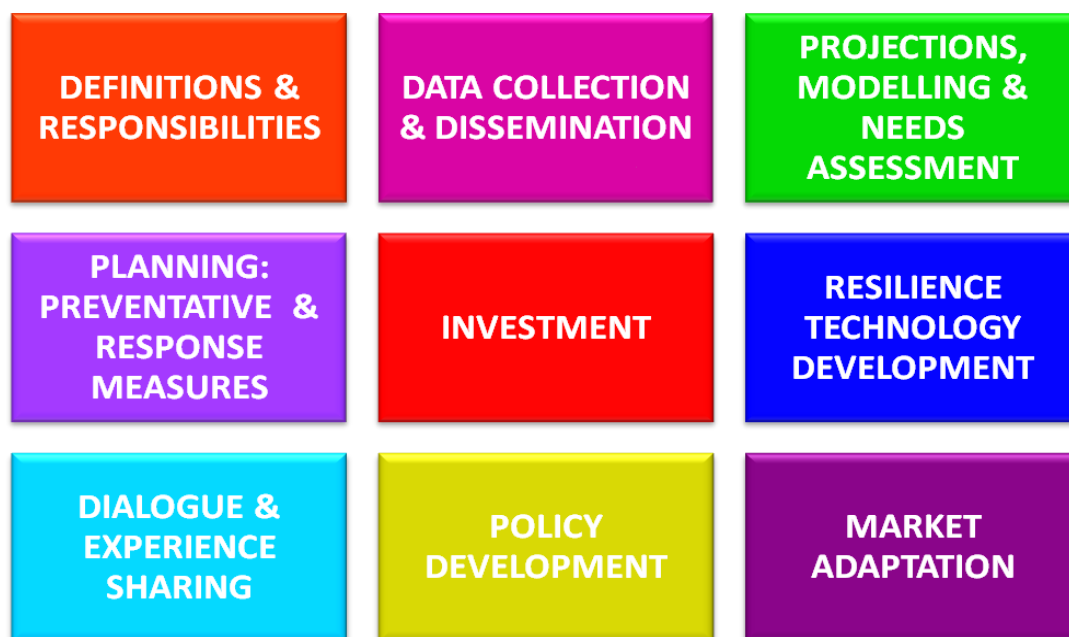 DEFINITIONS &
RESPONSIBILITIES
DATA COLLECTION
& DISSEMINATION
PROJECTIONS,
MODELLING &
NEEDS
ASSESSMENT
PLANNING:
PREVENTATIVE &
RESPONSE
MEASURES
INVESTMENT
RESILIENCE
TECHNOLOGY
DEVELOPMENT
DIALOGUE &
EXPERIENCE
SHARING
POLICY
DEVELOPMENT
MARKET
ADAPTATION